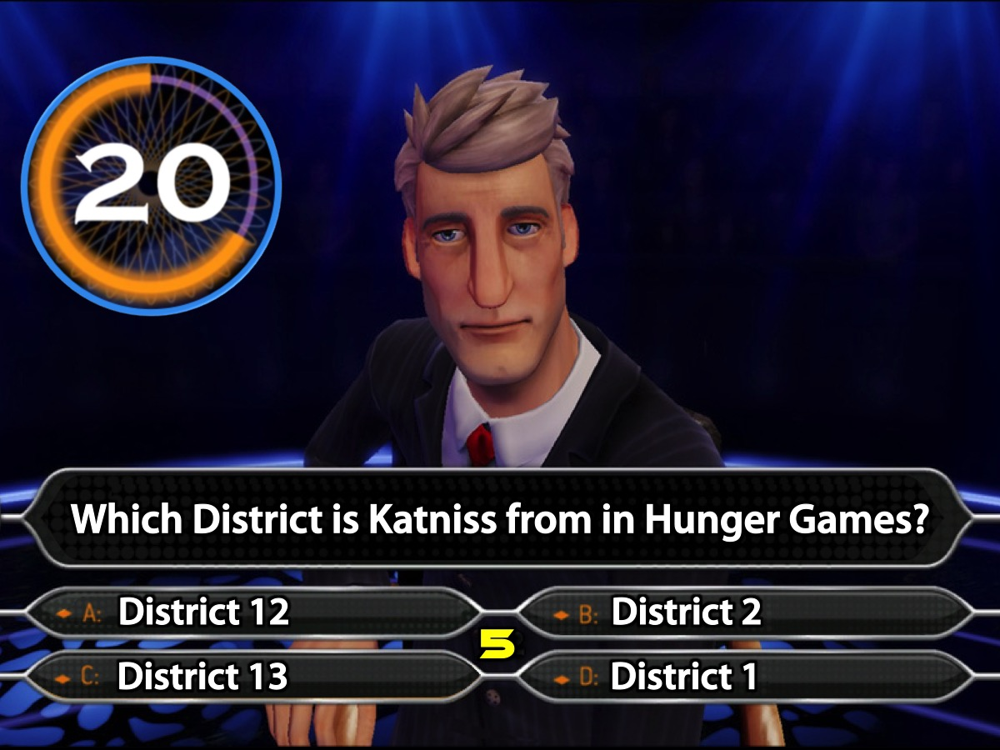 20
Which District is Katniss from in Hunger Games?
A: District 12
B: District 2
5
C: District 13
D: District 1